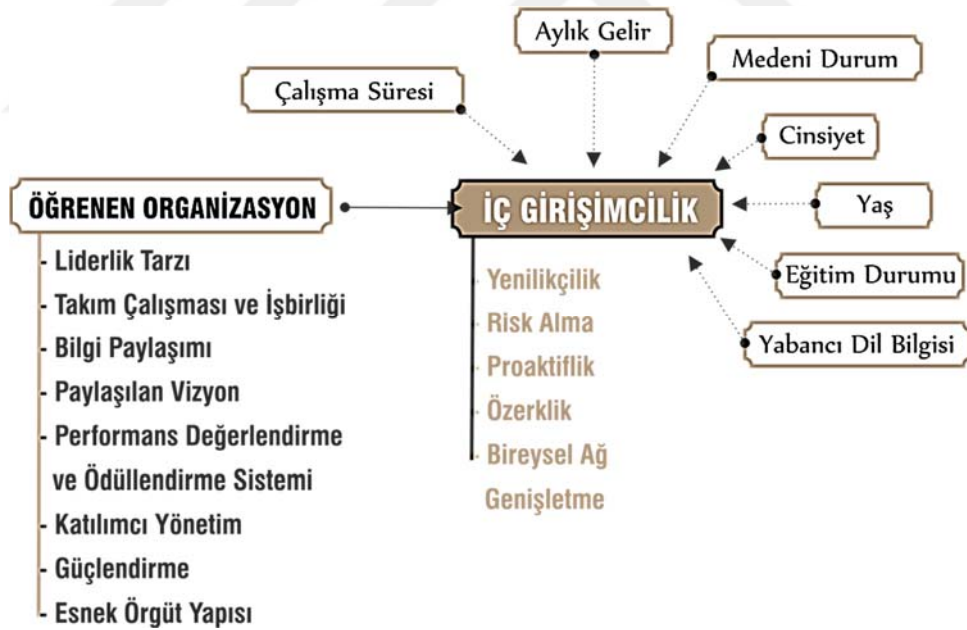 Aylık Gelir
Medeni Durum
Çalışma Süresi
Cinsiyet
ÖĞRENEN ORGANİZASYON
İÇ GİRİŞİMCİLİK
Yaş
Eğitim Durumu
Yabancı Dil Bilgisi
- Liderlik Tarzı
- Takım Çalışması ve İşbirliği
- Bilgi Paylaşımı
- Paylaşılan Vizyon
- Performans Değerlendirme
ve Ödüllendirme Sistemi
- Katılımcı Yönetim
- Güçlendirme
- Esnek Örgüt Yapısı
- Yenilikçilik
- Risk Alma
- Proaktiflik
- Özerklik
- Bireysel Ağ
Genişletme